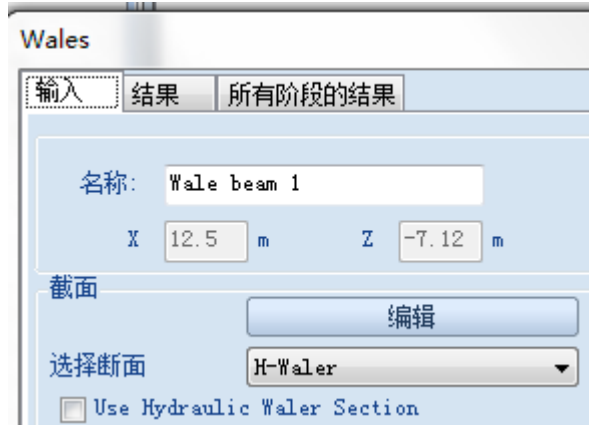 Wales
输入 结果 所有阶段的结果
名称: Wale beam 1
X 12.5 m Z -7.12 m
截面
编辑
选择断面 H-Waler
Use Hydraulic Waler Section